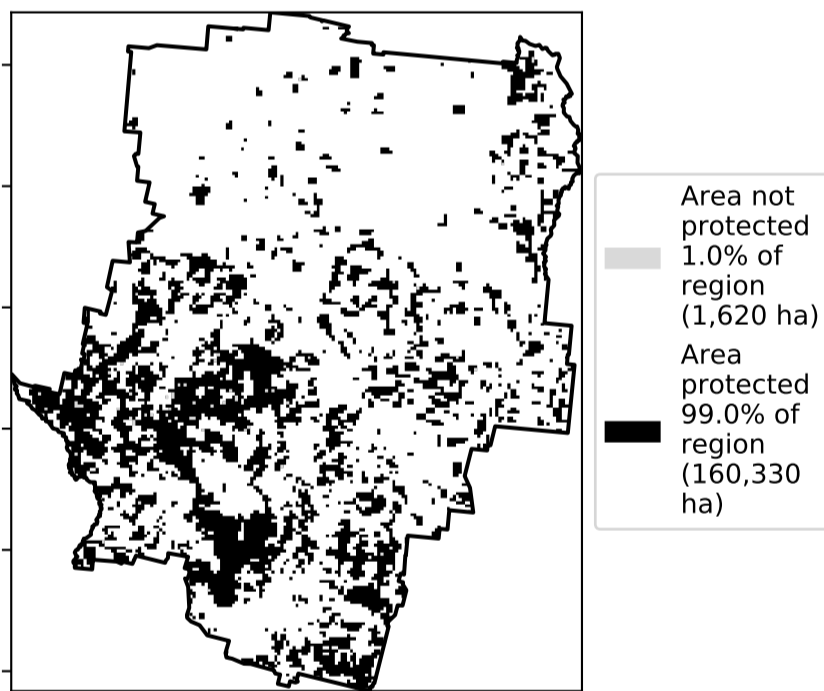 Area not
protected
1.0% of
region
(1,620 ha)
Area
protected
99.0% of
region
(160,330
ha)